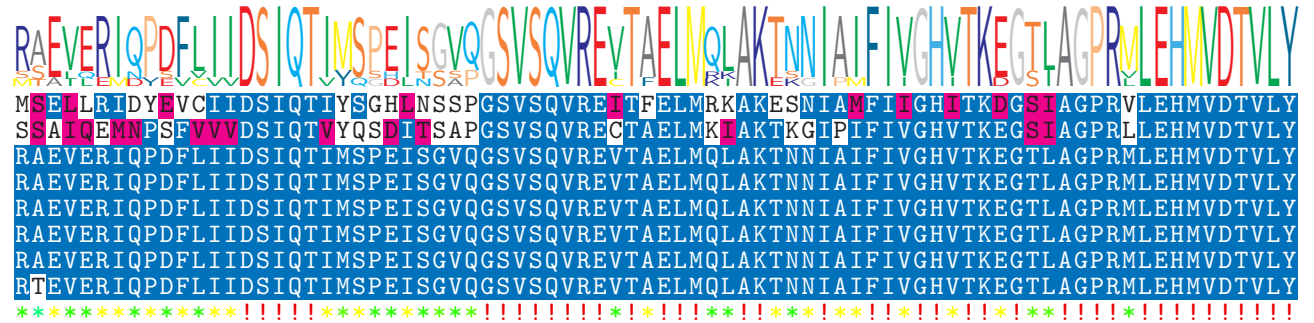 RAEVERIQPDFLIIDSIQTIMSPEISGVQGSVSQVREVTAELMQLAKTNNIAIFIVGHVTKEGTLAGPRMLEHMVDTVLY
MSELLRIDYEVCIIDSIQTIYSGHLNSSPGSVSQVREITFELMRKAKESNIAMFIIGHITKDGSIAGPRVLEHMVDTVLY
SSAIQEMNPSFVVVDSIQTVYQSDITSAPGSVSQVRECTAELMKIAKTKGIPIFIVGHVTKEGSIAGPRLLEHMVDTVLY
RAEVERIQPDFLIIDSIQTIMSPEISGVQGSVSQVREVTAELMQLAKTNNIAIFIVGHVTKEGTLAGPRMLEHMVDTVLY
RAEVERIQPDFLIIDSIQTIMSPEISGVQGSVSQVREVTAELMQLAKTNNIAIFIVGHVTKEGTLAGPRMLEHMVDTVLY
RAEVERIQPDFLIIDSIQTIMSPEISGVQGSVSQVREVTAELMQLAKTNNIAIFIVGHVTKEGTLAGPRMLEHMVDTVLY
RAEVERIQPDFLIIDSIQTIMSPEISGVQGSVSQVREVTAELMQLAKTNNIAIFIVGHVTKEGTLAGPRMLEHMVDTVLY
RAEVERIQPDFLIIDSIQTIMSPEISGVQGSVSQVREVTAELMQLAKTNNIAIFIVGHVTKEGTLAGPRMLEHMVDTVLY
RTEVERIQPDFLIIDSIQTIMSPEISGVQGSVSQVREVTAELMQLAKTNNIAIFIVGHVTKEGTLAGPRMLEHMVDTVLY
**************!!!!!**********!!!!!!!!*!*!!!**!!***!**!!*!!*!!*!**!!!!*!!!!!!!!!!